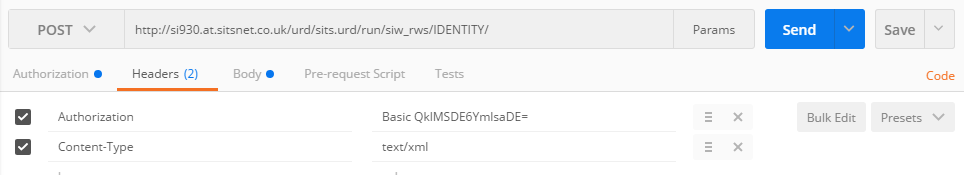 POST http://si930.at.sitsnet.co.uk/urd/sits.urd/run/siw_rws/IDENTITY/ Params Send Save
Authorization Headers (2) Body Pre-request Script Tests Code
Authorization Basic QklMSDE6YmlsaDE= Bulk Edit Presets
Content-Type text/xml